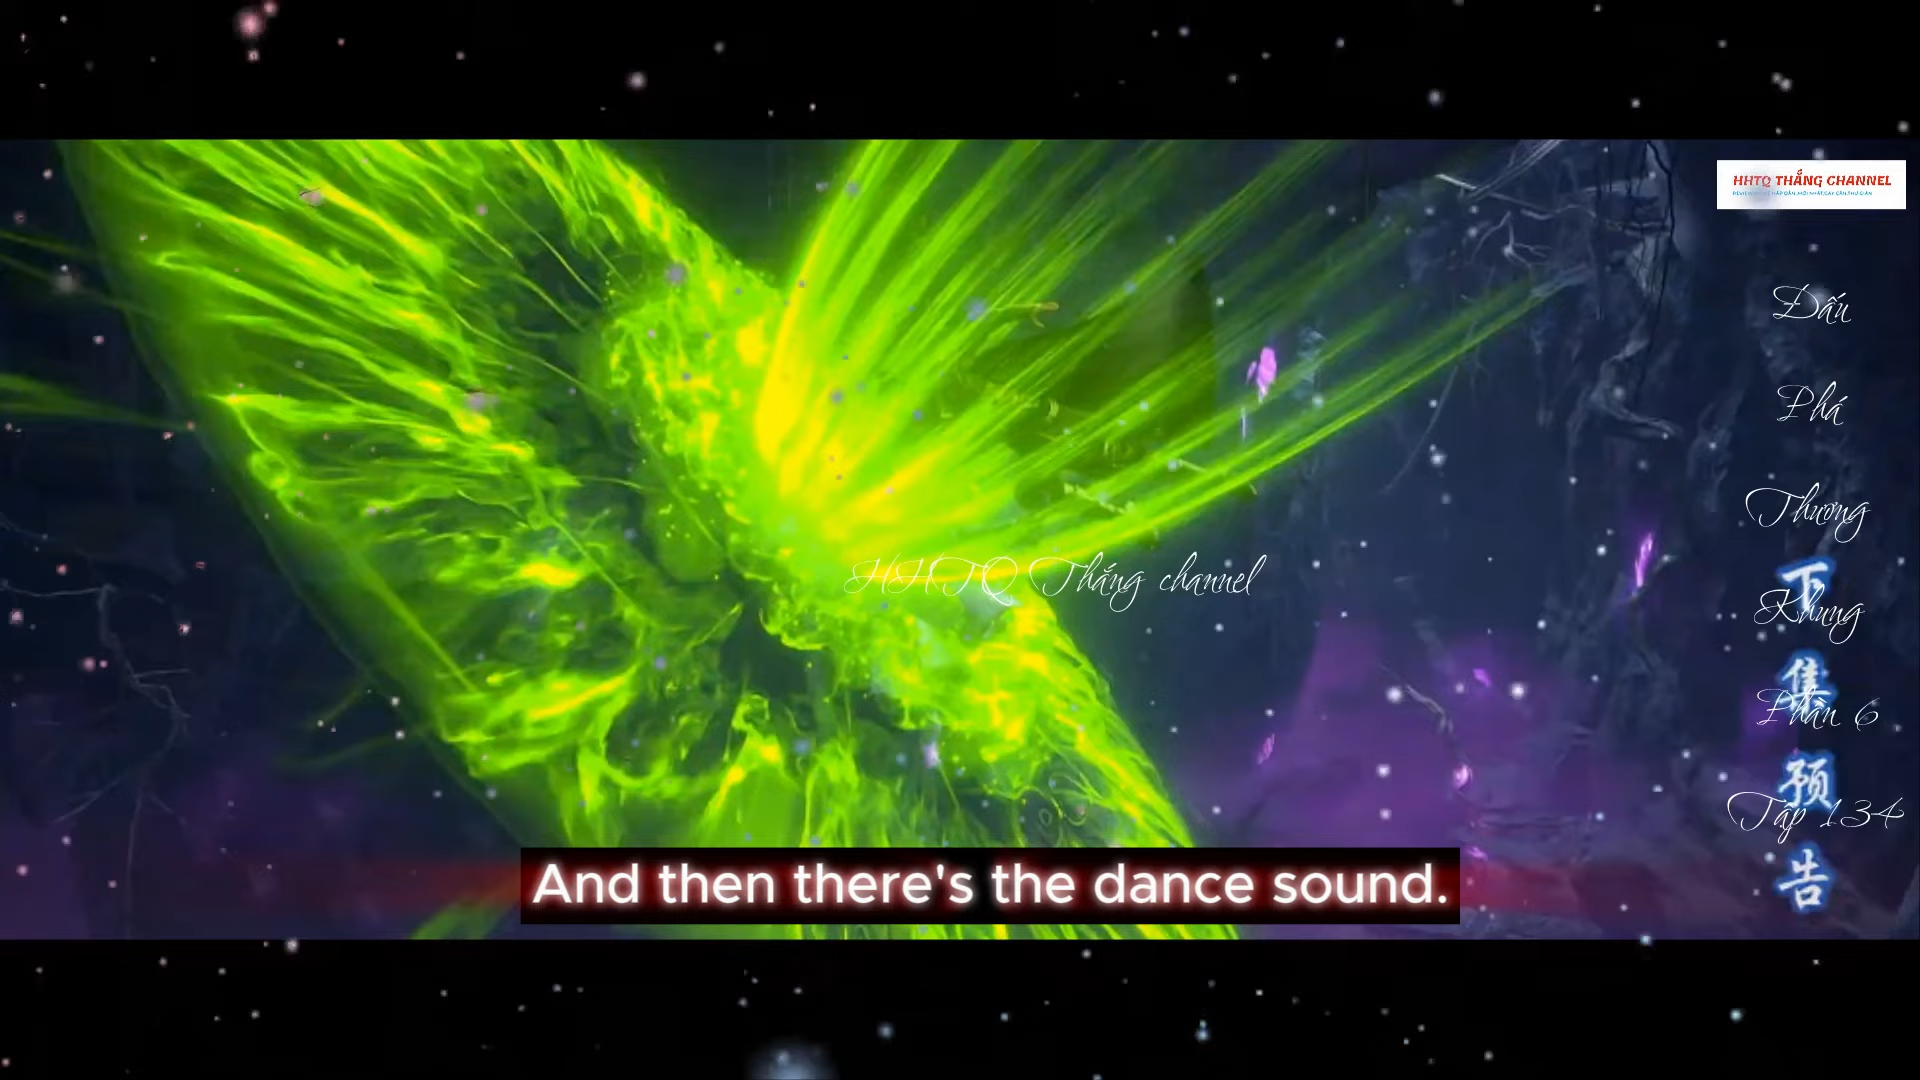 HHTQ THẮNG CHANNEL
Đấu
Phá
Thương
Khung
Phần 6
Tập 134
下
集
预
告
HHTQ Thắng channel
And then there's the dance sound.